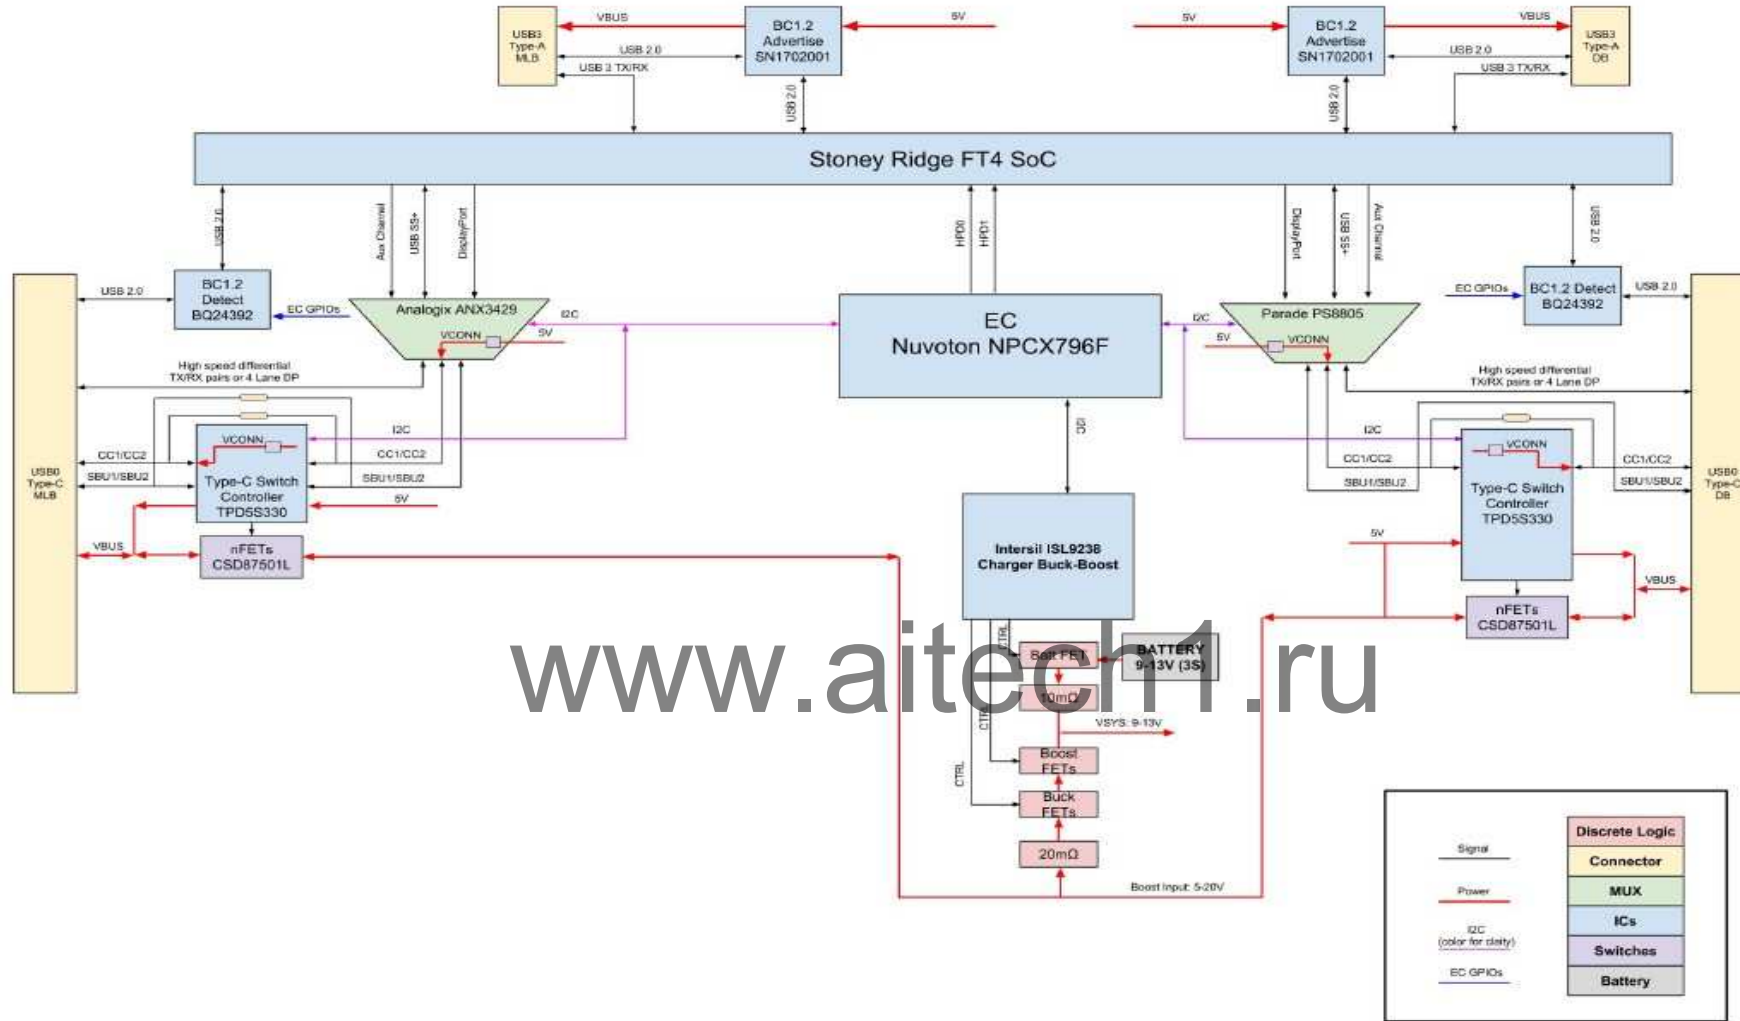 USB3
Type-A
MLB
VBUS
USB 2.0
USB 3 TX/RX
BC1.2
Advertise
SN1702001
5V
USB 2.0
5V
BC1.2
Advertise
SN1702001
VBUS
USB 2.0
USB 3 TX/RX
USB3
Type-A
DB
USB 2.0
Stoney Ridge FT4 SoC
USB 2.0
Aux Channel
USB SS+
DisplayPort
HPD0
HPD1
DisplayPort
USB SS+
Aux Channel
USB 2.0
USB 2.0
BC1.2
Detect
BQ24392
EC GPIOs
Analogix ANX3429
VCONN
5V
I2C
EC
Nuvoton NPCX796F
I2C
Parade PS8805
5V
VCONN
EC GPIOs
BC1.2 Detect
BQ24392
USB 2.0
High speed differential
TX/RX pairs or 4 Lane DP
High speed differential
TX/RX pairs or 4 Lane DP
I2C
I2C
I2C
USB0
Type-C
MLB
CC1/CC2
SBU1/SBU2
VCONN
Type-C Switch
Controller
TPD5S330
CC1/CC2
SBU1/SBU2
5V
VBUS
nFETs
CSD87501L
CC1/CC2
SBU1/SBU2
VCONN
Type-C Switch
Controller
TPD5S330
CC1/CC2
SBU1/SBU2
USB0
Type-C
DB
5V
VBUS
nFETs
CSD87501L
Intersil ISL9238
Charger Buck-Boost
CTRL
Batt FET
BATTERY
9-13V (3S)
10mΩ
www.aitech1.ru
CTRL
VSYS: 9-13V
Boost
FETs
CTRL
Buck
FETs
20mΩ
Boost Input: 5-20V
Signal
Power
I2C
(color for clarity)
EC GPIOs
Discrete Logic
Connector
MUX
ICs
Switches
Battery